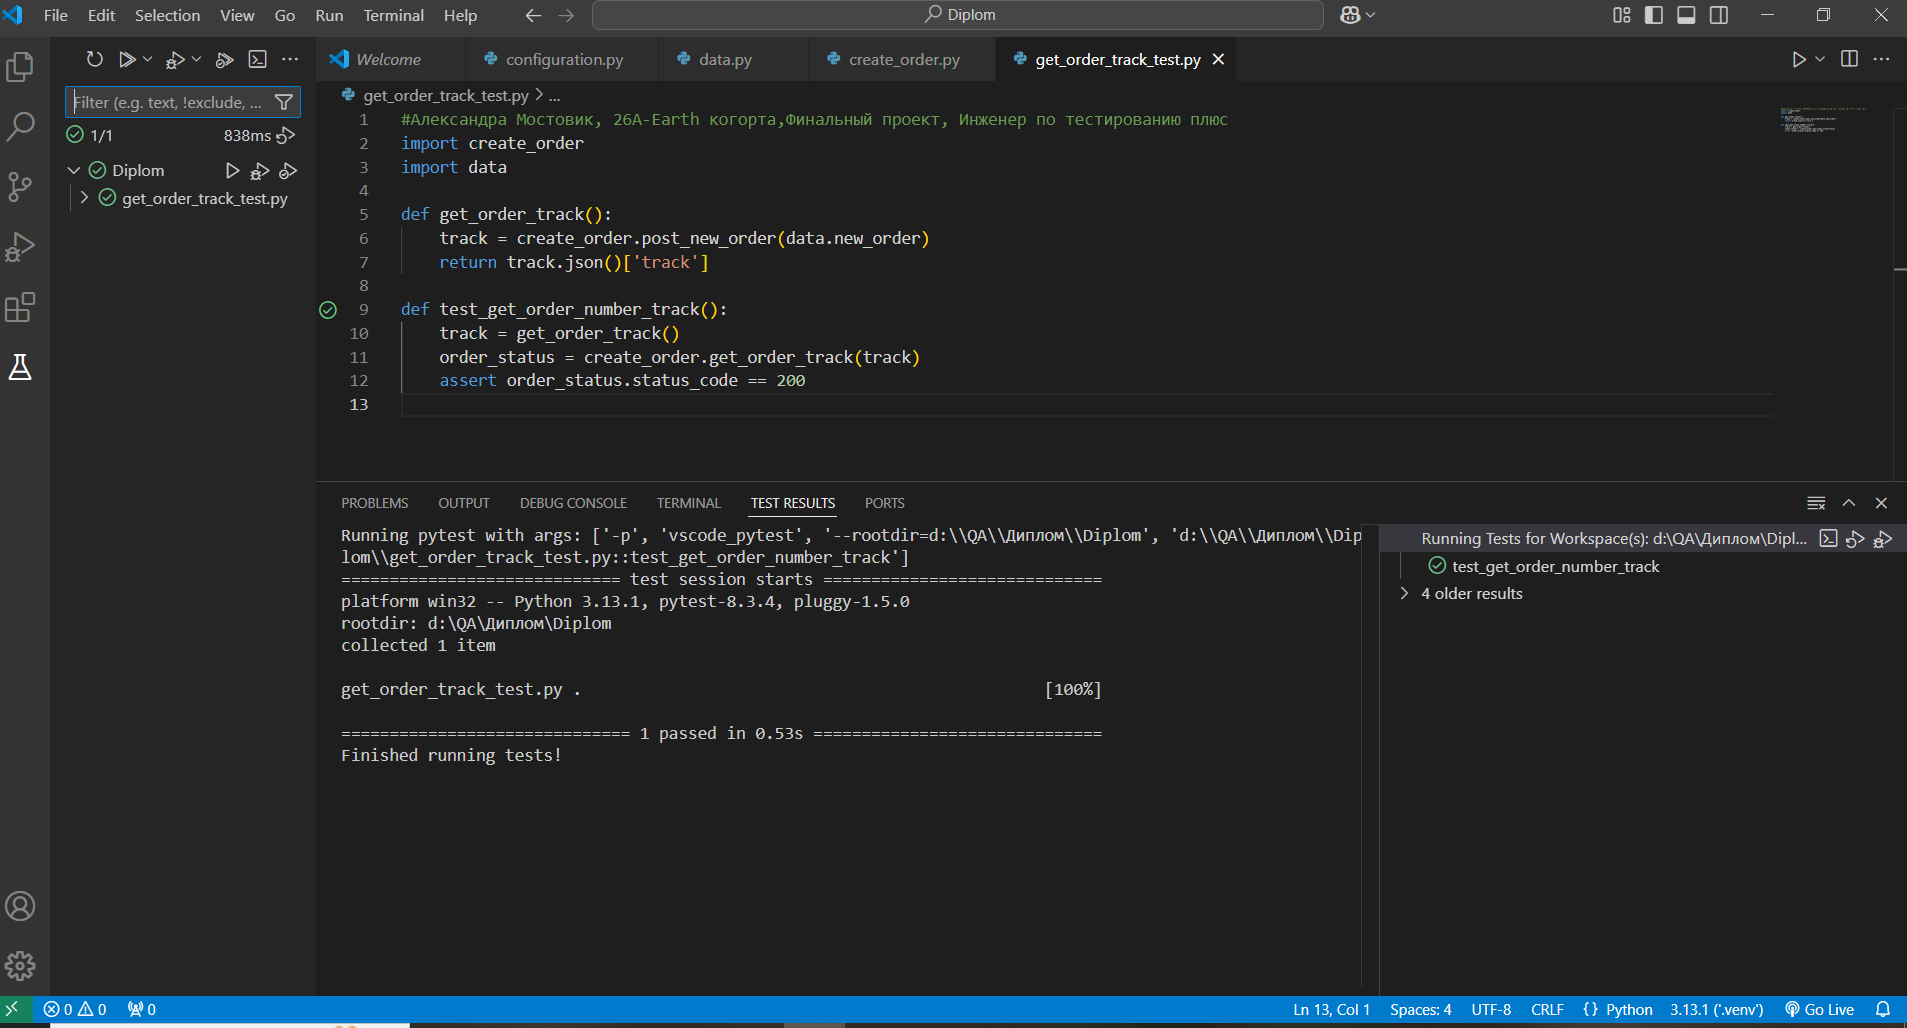 File Edit Selection View Go Run Terminal Help
Diplom
Filter (e.g. text, !exclude, ...
1/1 838ms
Diplom
get_order_track_test.py
Welcome configuration.py data.py create_order.py get_order_track_test.py
get_order_track_test.py > ...
1 #Александра Мостовик, 26А-Earth когорта,Финальный проект, Инженер по тестированию плюс
2 import create_order
3 import data
4
5 def get_order_track():
6 track = create_order.post_new_order(data.new_order)
7 return track.json()['track']
8
9 def test_get_order_number_track():
10 track = get_order_track()
11 order_status = create_order.get_order_track(track)
12 assert order_status.status_code == 200
13
PROBLEMS OUTPUT DEBUG CONSOLE TERMINAL TEST RESULTS PORTS
Running pytest with args: ['-p', 'vscode_pytest', '--rootdir=d:\\QA\\Диплом\\Diplom', 'd:\\QA\\Диплом\\Dip
lom\\get_order_track_test.py::test_get_order_number_track']
============================= test session starts =============================
platform win32 -- Python 3.13.1, pytest-8.3.4, pluggy-1.5.0
rootdir: d:\QA\Диплом\Diplom
collected 1 item
get_order_track_test.py . [100%]
============================== 1 passed in 0.53s ==============================
Finished running tests!
Running Tests for Workspace(s): d:\QA\Диплом\Dipl...
test_get_order_number_track
4 older results
0 0 0
Ln 13, Col 1 Spaces: 4 UTF-8 CRLF {} Python 3.13.1 ('.venv') Go Live